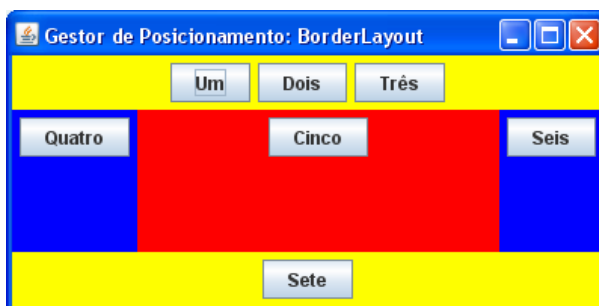 Gestor de Posicionamento: BorderLayout
Um Dois Três
Quatro Cinco Seis
Sete